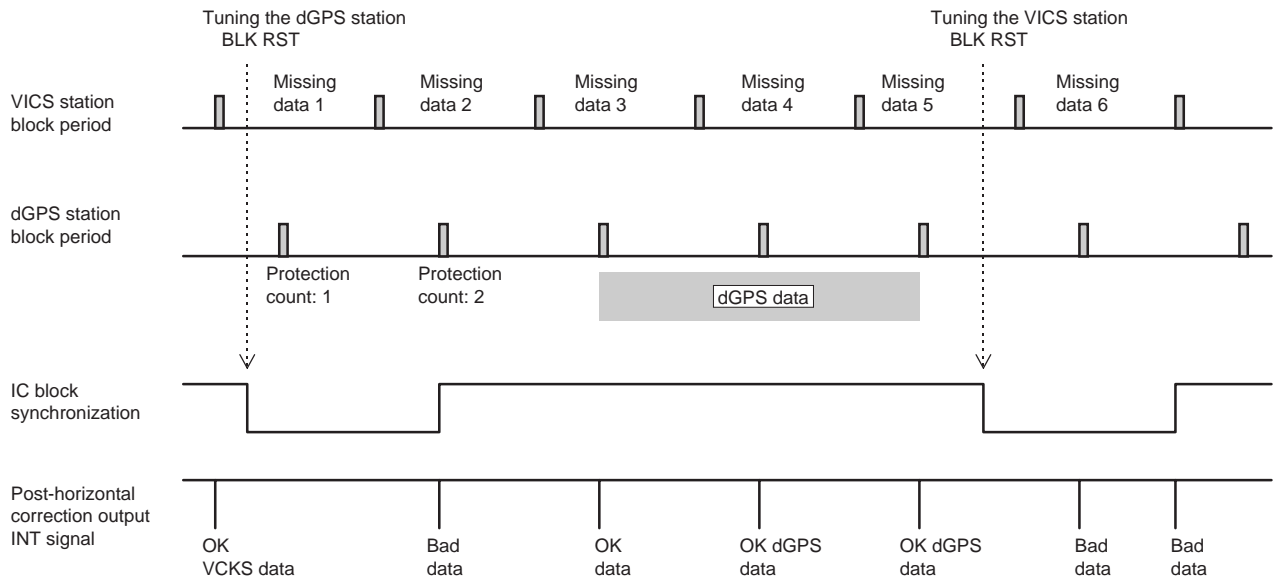 Tuning the dGPS station
BLK RST
Tuning the VICS station
BLK RST
VICS station
block period
Missing
data 1
Missing
data 2
Missing
data 3
Missing
data 4
Missing
data 5
Missing
data 6
dGPS station
block period
Protection
count: 1
Protection
count: 2
dGPS data
IC block
synchronization
Post-horizontal
correction output
INT signal
OK
VCKS data
Bad
data
OK
data
OK dGPS
data
OK dGPS
data
Bad
data
Bad
data